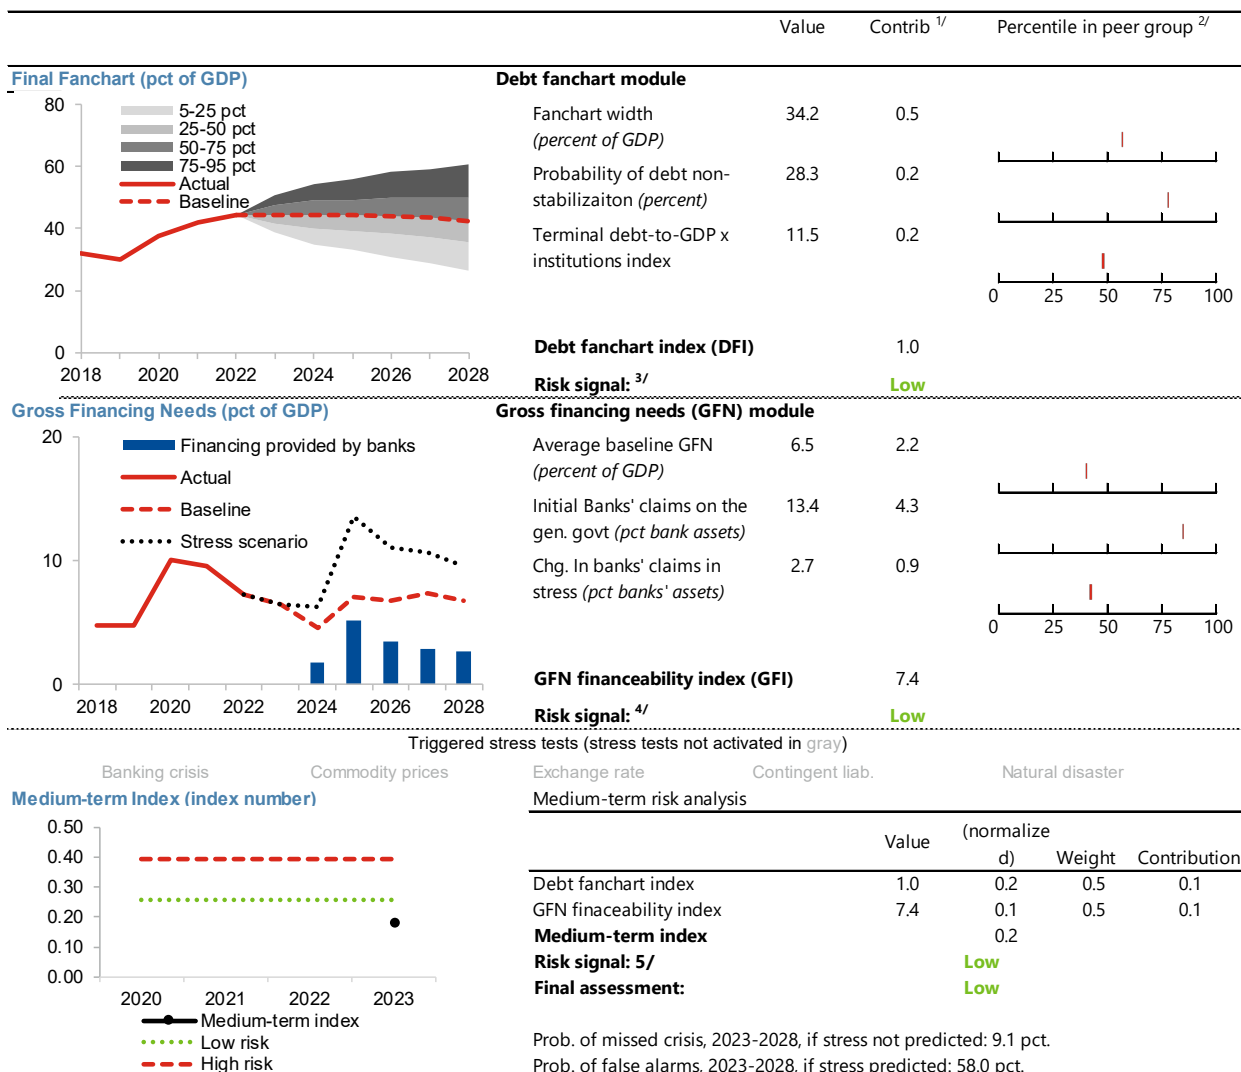 Value Contrib 1/ Percentile in peer group 2/
Final Fanchart (pct of GDP)
80
60
40
20
0
5-25 pct
25-50 pct
50-75 pct
75-95 pct
Actual
Baseline
2018 2020 2022 2024 2026 2028
Debt fanchart module
Fanchart width 34.2 0.5
(percent of GDP)
Probability of debt non- 28.3 0.2
stabilizaiton (percent)
Terminal debt-to-GDP x 11.5 0.2
institutions index
0 25 50 75 100
Debt fanchart index (DFI) 1.0
Risk signal: 3/ Low
Gross Financing Needs (pct of GDP)
20
10
0
Financing provided by banks
Actual
Baseline
Stress scenario
2018 2020 2022 2024 2026 2028
Gross financing needs (GFN) module
Average baseline GFN 6.5 2.2
(percent of GDP)
Initial Banks' claims on the 13.4 4.3
gen. govt (pct bank assets)
Chg. In banks' claims in 2.7 0.9
stress (pct banks' assets)
0 25 50 75 100
GFN financeability index (GFI) 7.4
Risk signal: 4/ Low
Triggered stress tests (stress tests not activated in gray)
Banking crisis Commodity prices Exchange rate Contingent liab. Natural disaster
Medium-term Index (index number)
0.50
0.40
0.30
0.20
0.10
0.00
2020 2021 2022 2023
Medium-term index
Low risk
High risk
Medium-term risk analysis
Value (normalize
d) Weight Contribution
Debt fanchart index 1.0 0.2 0.5 0.1
GFN finaceability index 7.4 0.1 0.5 0.1
Medium-term index 0.2
Risk signal: 5/ Low
Final assessment: Low
Prob. of missed crisis, 2023-2028, if stress not predicted: 9.1 pct.
Prob. of false alarms, 2023-2028, if stress predicted: 58.0 pct.